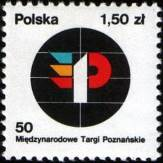 Polska 1,50 zł
50
Międzynarodowe Targi Poznańskie